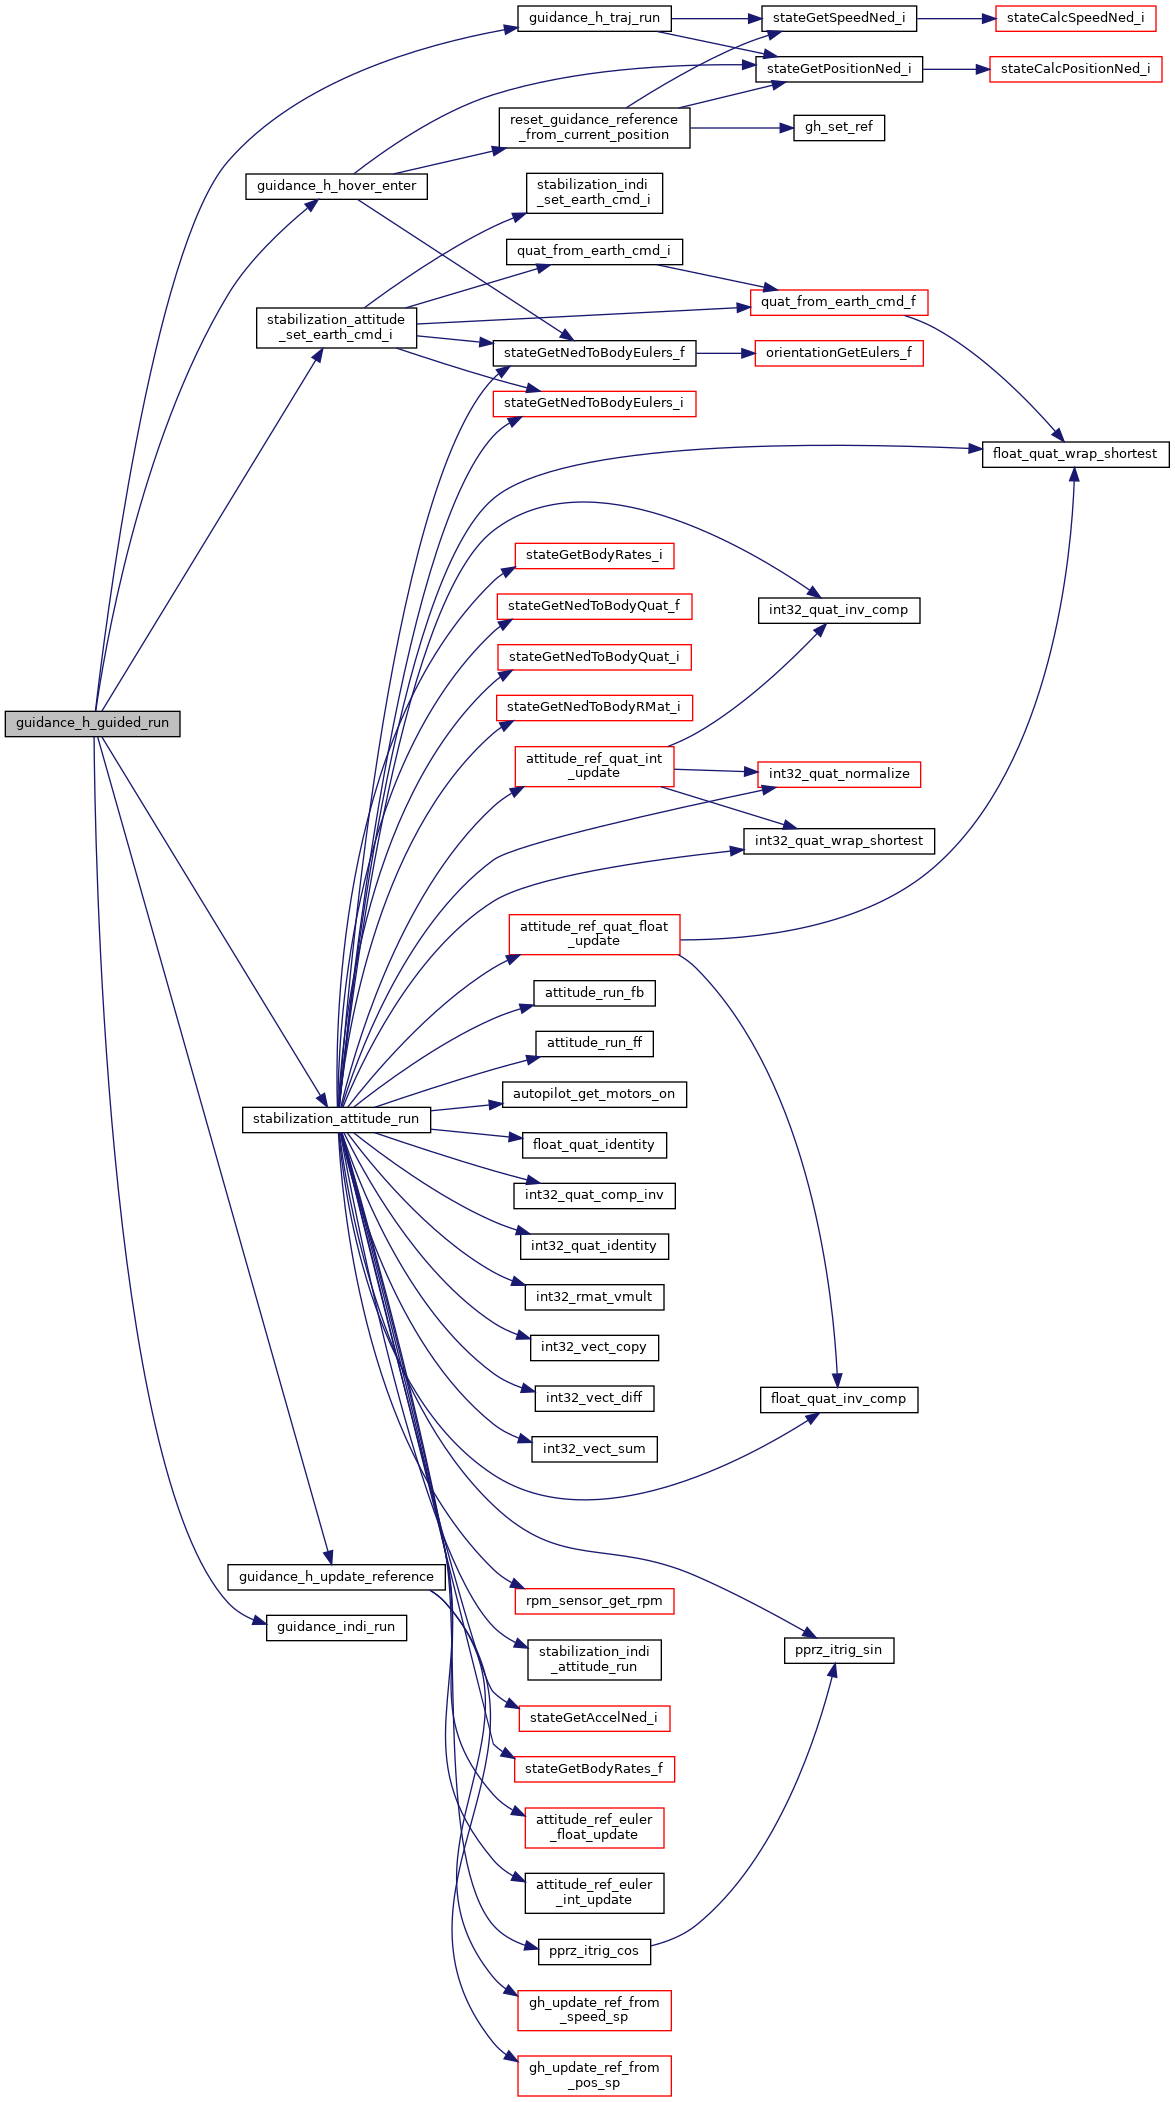 guidance_h_traj_run
stateGetSpeedNed_i
stateCalcSpeedNed_i
stateGetPositionNed_i
stateCalcPositionNed_i
reset_guidance_reference
_from_current_position
gh_set_ref
guidance_h_hover_enter
stabilization_indi
_set_earth_cmd_i
quat_from_earth_cmd_i
quat_from_earth_cmd_f
stabilization_attitude
_set_earth_cmd_i
stateGetNedToBodyEulers_f
orientationGetEulers_f
stateGetNedToBodyEulers_i
float_quat_wrap_shortest
stateGetBodyRates_i
stateGetNedToBodyQuat_f
int32_quat_inv_comp
stateGetNedToBodyQuat_i
stateGetNedToBodyRMat_i
guidance_h_guided_run
attitude_ref_quat_int
_update
int32_quat_normalize
int32_quat_wrap_shortest
attitude_ref_quat_float
_update
attitude_run_fb
attitude_run_ff
autopilot_get_motors_on
stabilization_attitude_run
float_quat_identity
int32_quat_comp_inv
int32_quat_identity
int32_rmat_vmult
int32_vect_copy
int32_vect_diff
float_quat_inv_comp
int32_vect_sum
guidance_h_update_reference
rpm_sensor_get_rpm
guidance_indi_run
stabilization_indi
_attitude_run
pprz_itrig_sin
stateGetAccelNed_i
stateGetBodyRates_f
attitude_ref_euler
_float_update
attitude_ref_euler
_int_update
pprz_itrig_cos
gh_update_ref_from
_speed_sp
gh_update_ref_from
_pos_sp